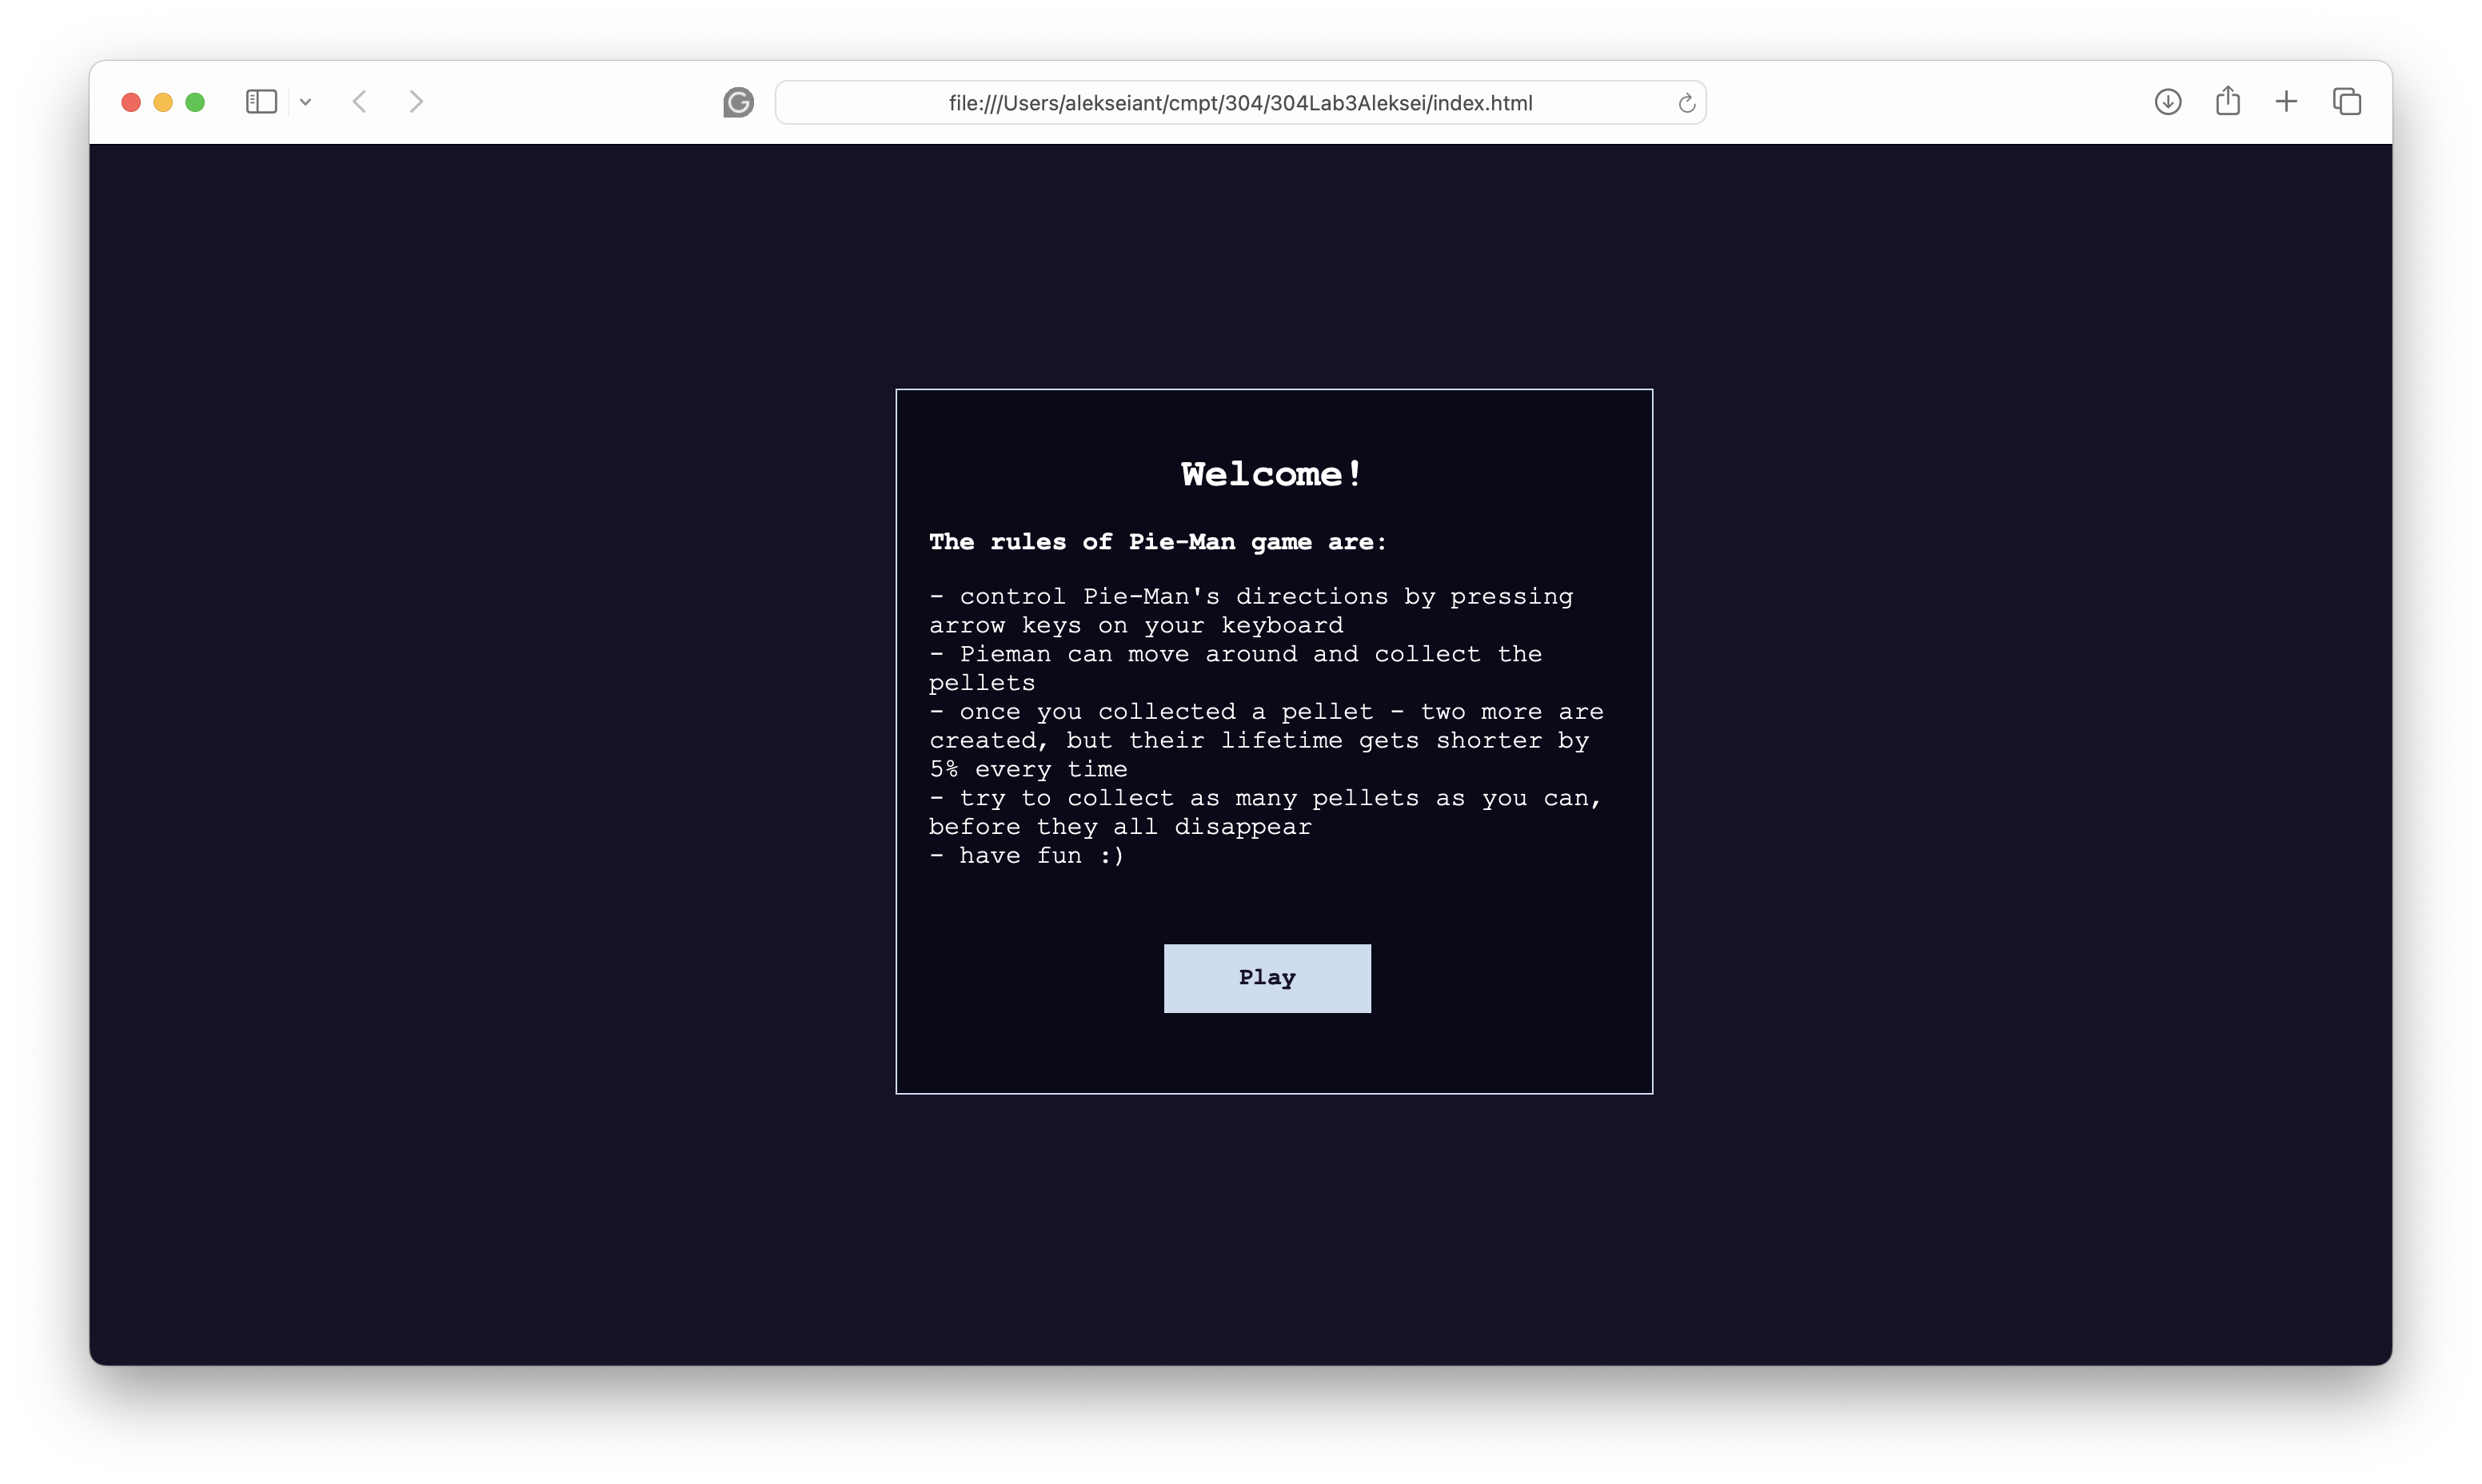 file:///Users/alekseiant/cmpt/304/304Lab3Aleksei/index.html
Welcome!
The rules of Pie-Man game are:
- control Pie-Man's directions by pressing
arrow keys on your keyboard
- Pieman can move around and collect the
pellets
- once you collected a pellet - two more are
created, but their lifetime gets shorter by
5% every time
- try to collect as many pellets as you can,
before they all disappear
- have fun :)
Play